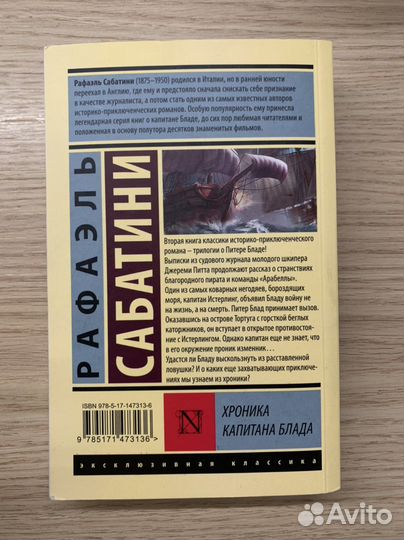 Рафаэль Сабатини (1875–1950) родился в Италии, но в ранней юности
переехал в Англию, где ему и предстояло сначала снискать себе признание
в качестве журналиста, а потом стать одним из самых известных авторов
историко-приключенческих романов. Особую популярность ему принесла
легендарная серия книг о капитане Бладе, до сих пор любимая читателями и
положенная в основу полутора десятков знаменитых фильмов.
РАФАЭЛЬ
САБАТИНИ
Вторая книга классики историко-приключенческого
романа – трилогии о Питере Бладе!
Выписки из судового журнала молодого шкипера
Джереми Питта продолжают рассказ о странствиях
благородного пирата и команды «Арабеллы».
Один из самых коварных негодяев, бороздящих
моря, капитан Истерлинг, объявил Бладу войну не
на жизнь, а на смерть. Питер Блад принимает вызов.
Оказавшись на острове Тортуга с горсткой беглых
каторжников, он вступает в открытое противостоя-
ние с Истерлингом. Однако капитан еще не знает, что
в его окружение проник изменник…
Удастся ли Бладу выскользнуть из расставленной
ловушки? И о каких еще захватывающих приключе-
ниях мы узнаем из хроники?
ISBN 978-5-17-147313-6
9 785171 473136 >
N
ХРОНИКА
КАПИТАНА БЛАДА
эксклюзивная классика
Avito